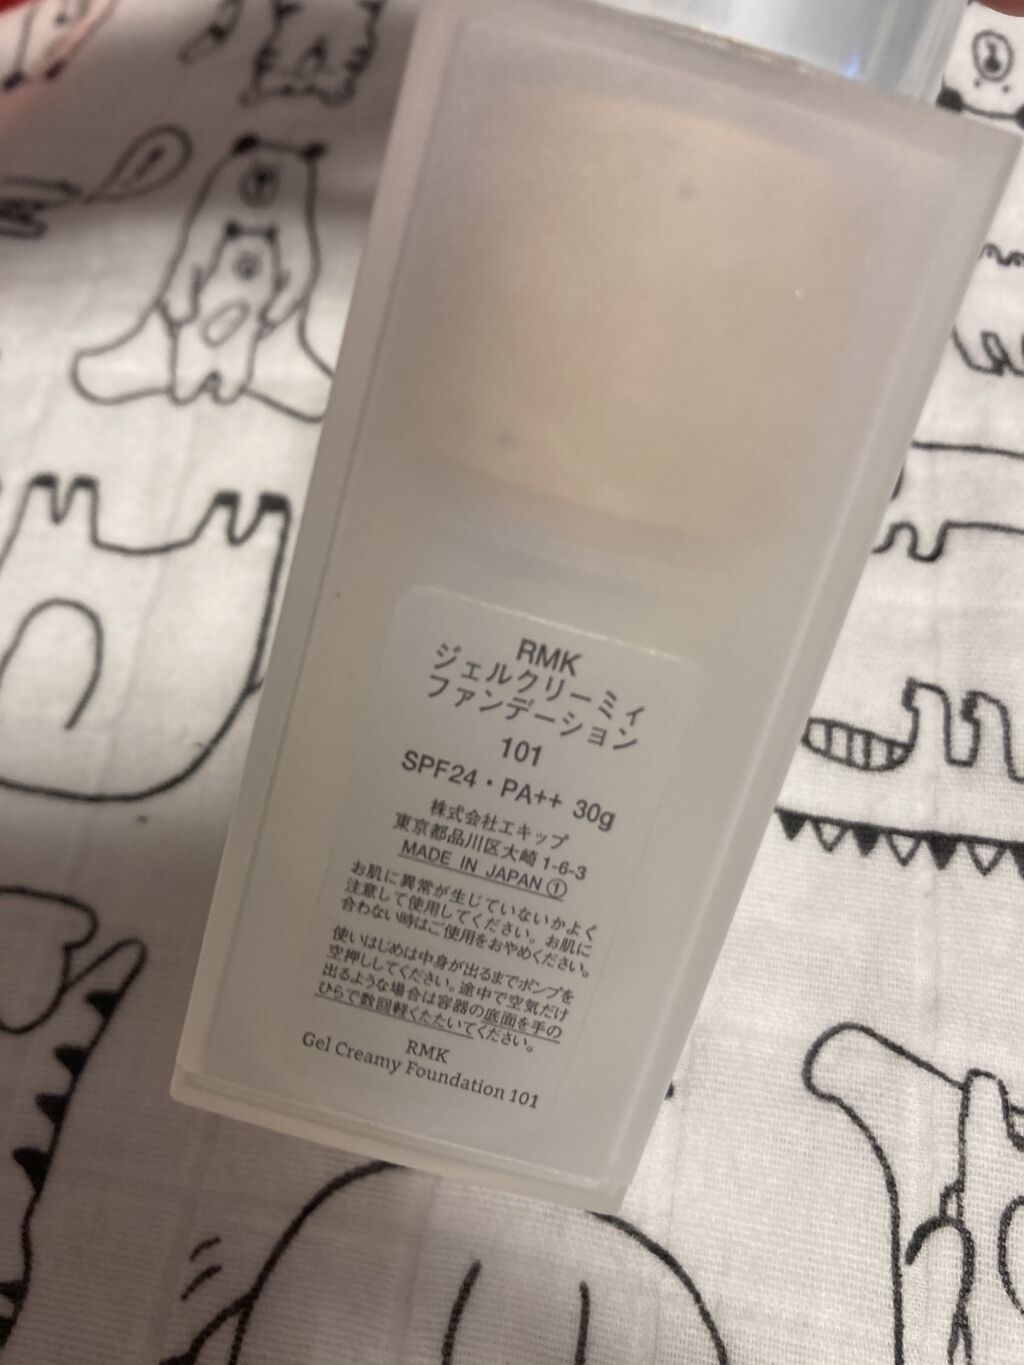 RMK
ジェルクリーミィ
ファンデーション
101
SPF24・PA++ 30g
株式会社エキップ
東京都品川区大崎1-6-3
MADE IN JAPAN ①
お肌に異常が生じていないかよく
注意して使用してください。お肌に
合わない時はご使用をおやめください。
使いはじめは中身が出るまでポンプを
空押ししてください。途中で空気だけ
出るような場合は容器の底面を手の
ひらで数回軽くたたいてください。
RMK
Gel Creamy Foundation 101